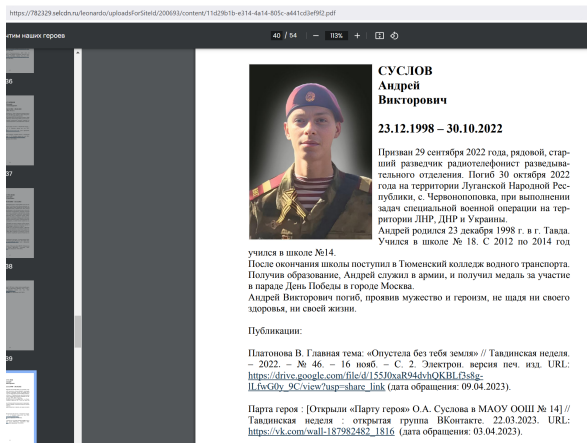 https://782329.selcdn.ru/leonardo/uploadsForSiteId/200693/content/11d29b1b-e314-4a14-805c-a441cd3ef9f2.pdf
чтим наших героев
40 / 54
113%
36
37
38
39
СУСЛОВ
Андрей
Викторович
23.12.1998 – 30.10.2022
Призван 29 сентября 2022 года, рядовой, стар-
ший разведчик радиотелефонист разведыва-
тельного отделения. Погиб 30 октября 2022
года на территории Луганской Народной Рес-
публики, с. Червонопоповка, при выполнении
задач специальной военной операции на тер-
ритории ЛНР, ДНР и Украины.
Андрей родился 23 декабря 1998 г. в г. Тавда.
Учился в школе № 18. С 2012 по 2014 год
учился в школе №14.
После окончания школы поступил в Тюменский колледж водного транспорта.
Получив образование, Андрей служил в армии, и получил медаль за участие
в параде День Победы в городе Москва.
Андрей Викторович погиб, проявив мужество и героизм, не щадя ни своего
здоровья, ни своей жизни.
Публикации:
Платонова В. Главная тема: «Опустела без тебя земля» // Тавдинская неделя.
– 2022. – № 46. – 16 нояб. – С. 2. Электрон. версия печ. изд. URL:
https://drive.google.com/file/d/155J0xaR94dvhQKBLf3s8g-
lLfwG0y_9C/view?usp=share_link (дата обращения: 09.04.2023).
Парта героя : [Открыли «Парту героя» О.А. Суслова в МАОУ ООШ № 14] //
Тавдинская неделя : открытая группа ВКонтакте. 22.03.2023. URL:
https://vk.com/wall-187982482_1816 (дата обращения: 03.04.2023).